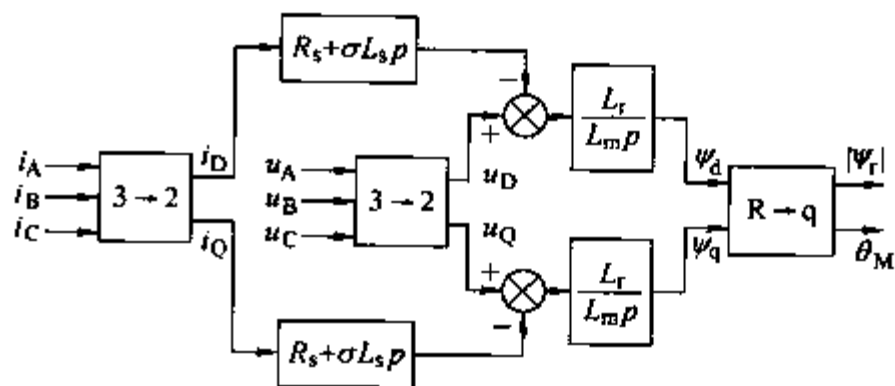 R_s+σL_s p
i_A
i_B
i_C
3→2
i_D
i_Q
u_A
u_B
u_C
3→2
u_D
u_Q
−
+
L_r
L_m p
ψ_d
+
−
L_r
L_m p
ψ_q
R→q
|ψ_r|
θ_M
R_s+σL_s p